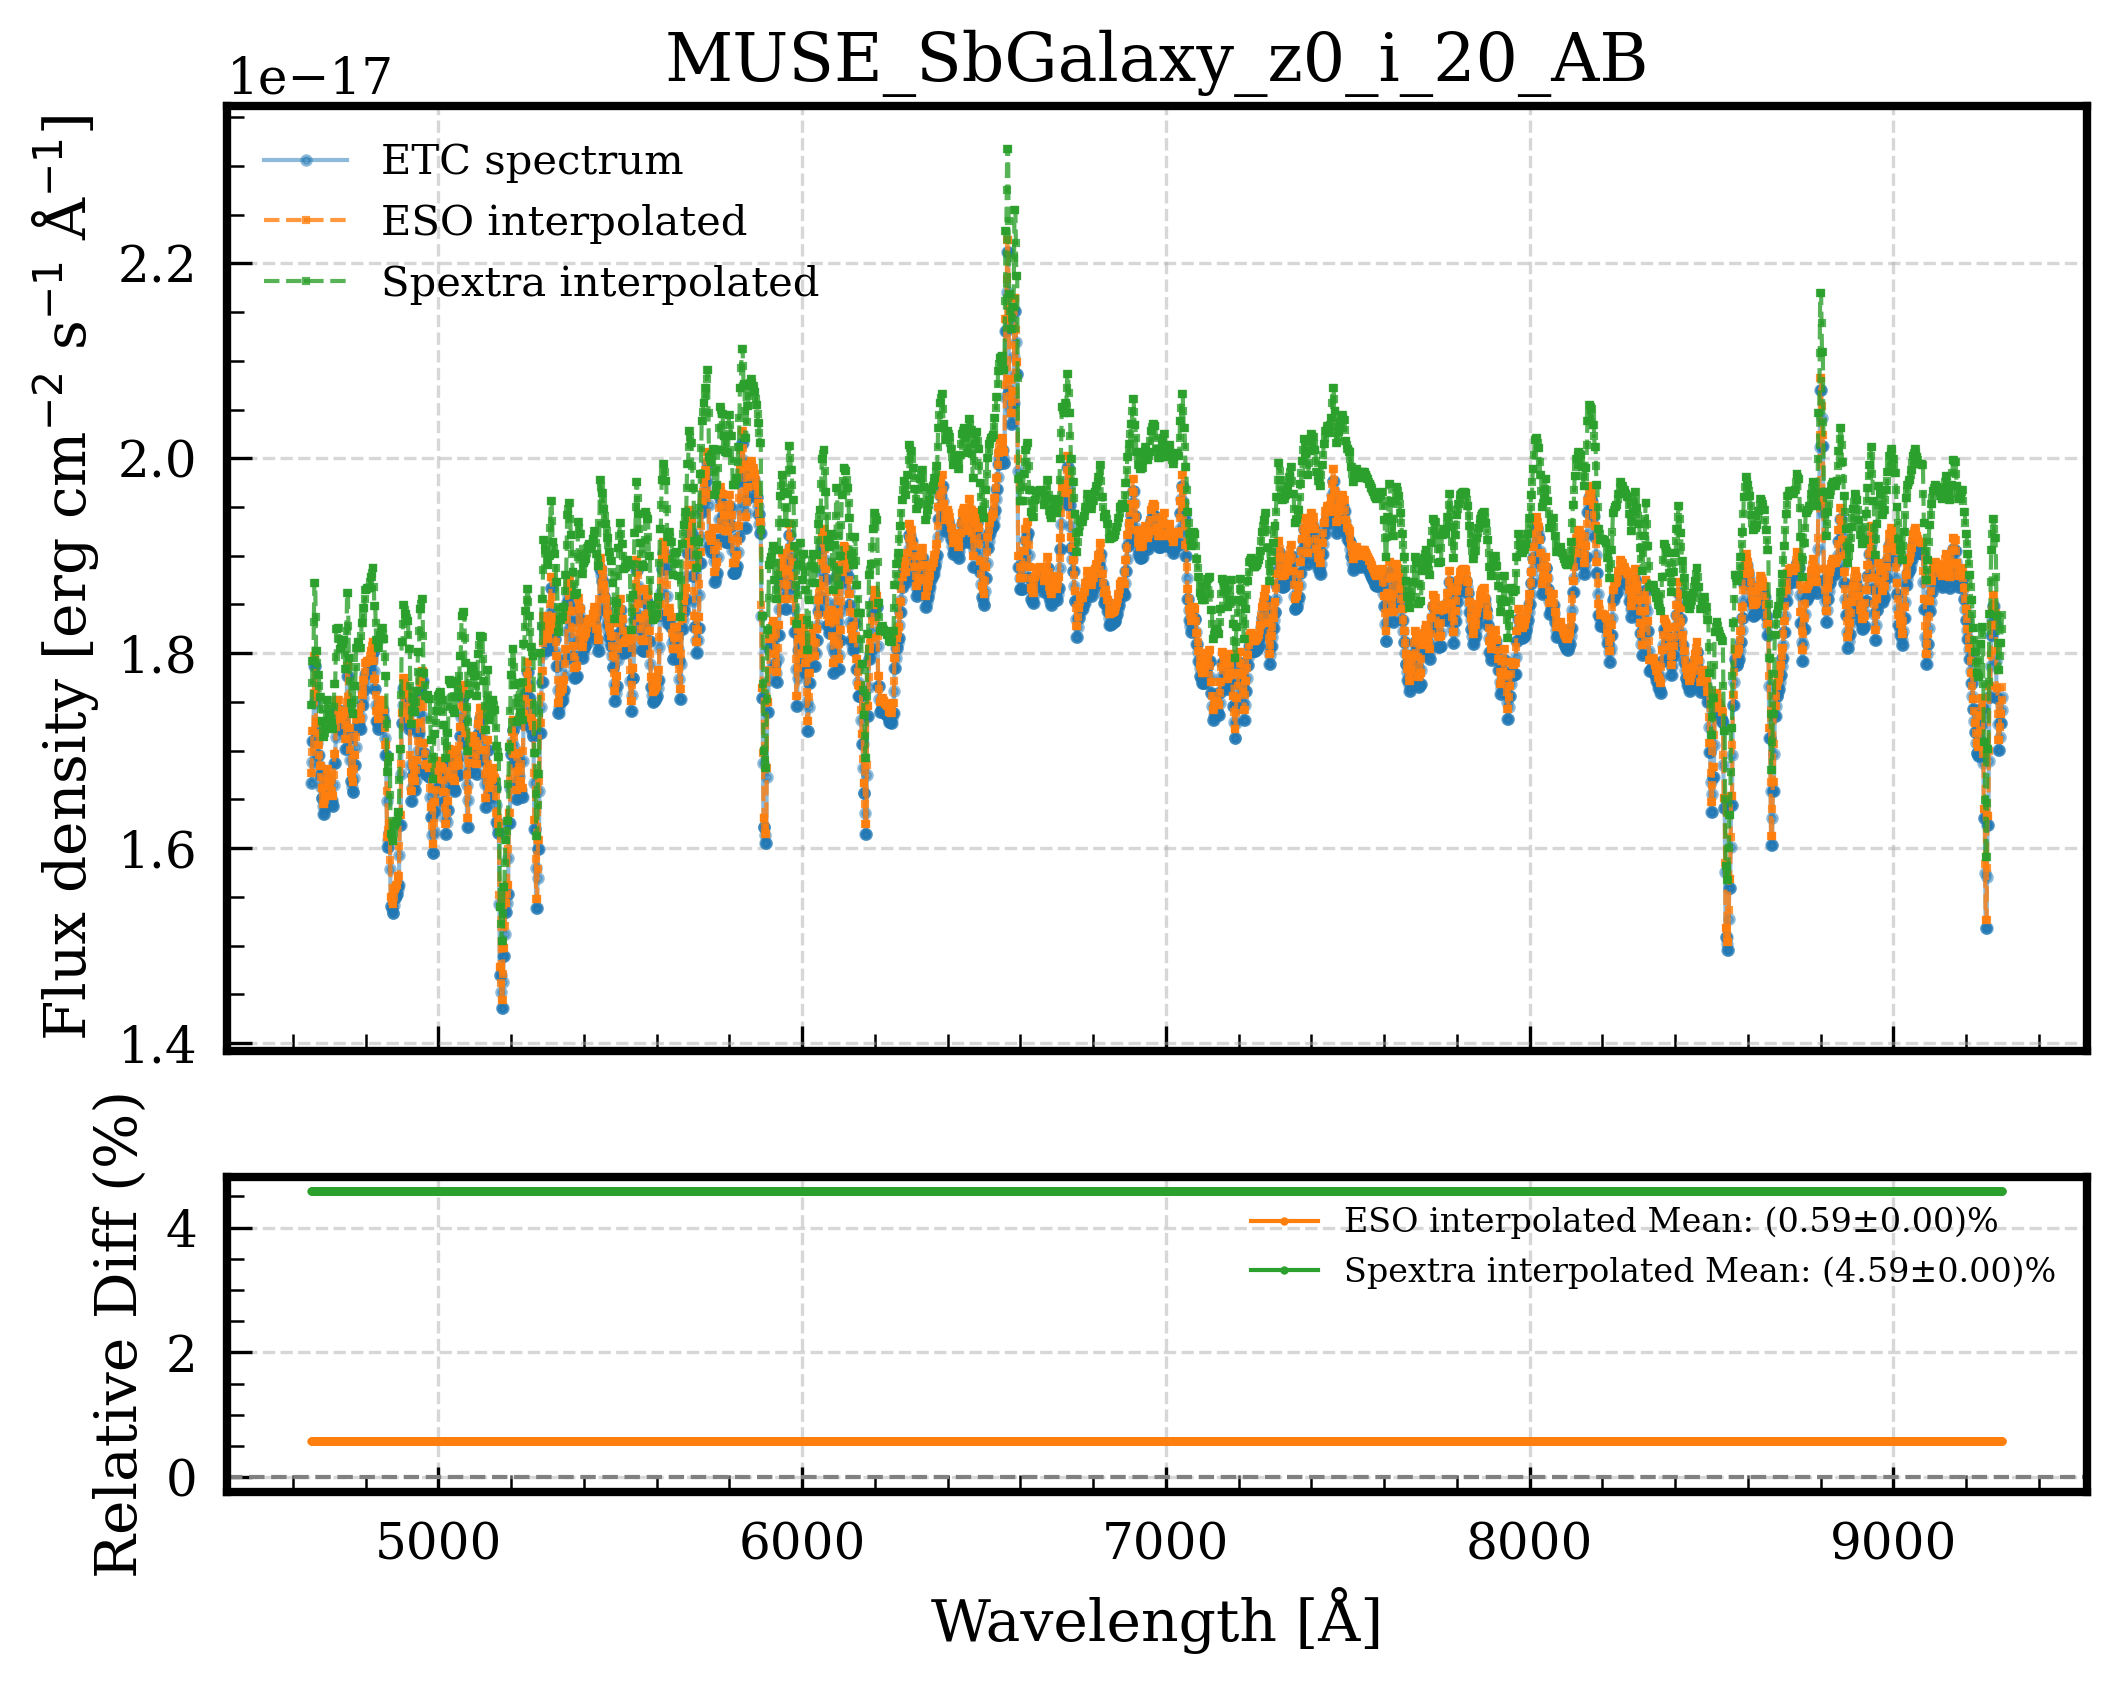 MUSE_SbGalaxy_z0_i_20_AB
1e−17
ETC spectrum
ESO interpolated
Spextra interpolated
Flux density [erg cm⁻² s⁻¹ Å⁻¹]
2.2
2.0
1.8
1.6
1.4
Relative Diff (%)
4
2
0
ESO interpolated Mean: (0.59±0.00)%
Spextra interpolated Mean: (4.59±0.00)%
5000 6000 7000 8000 9000
Wavelength [Å]